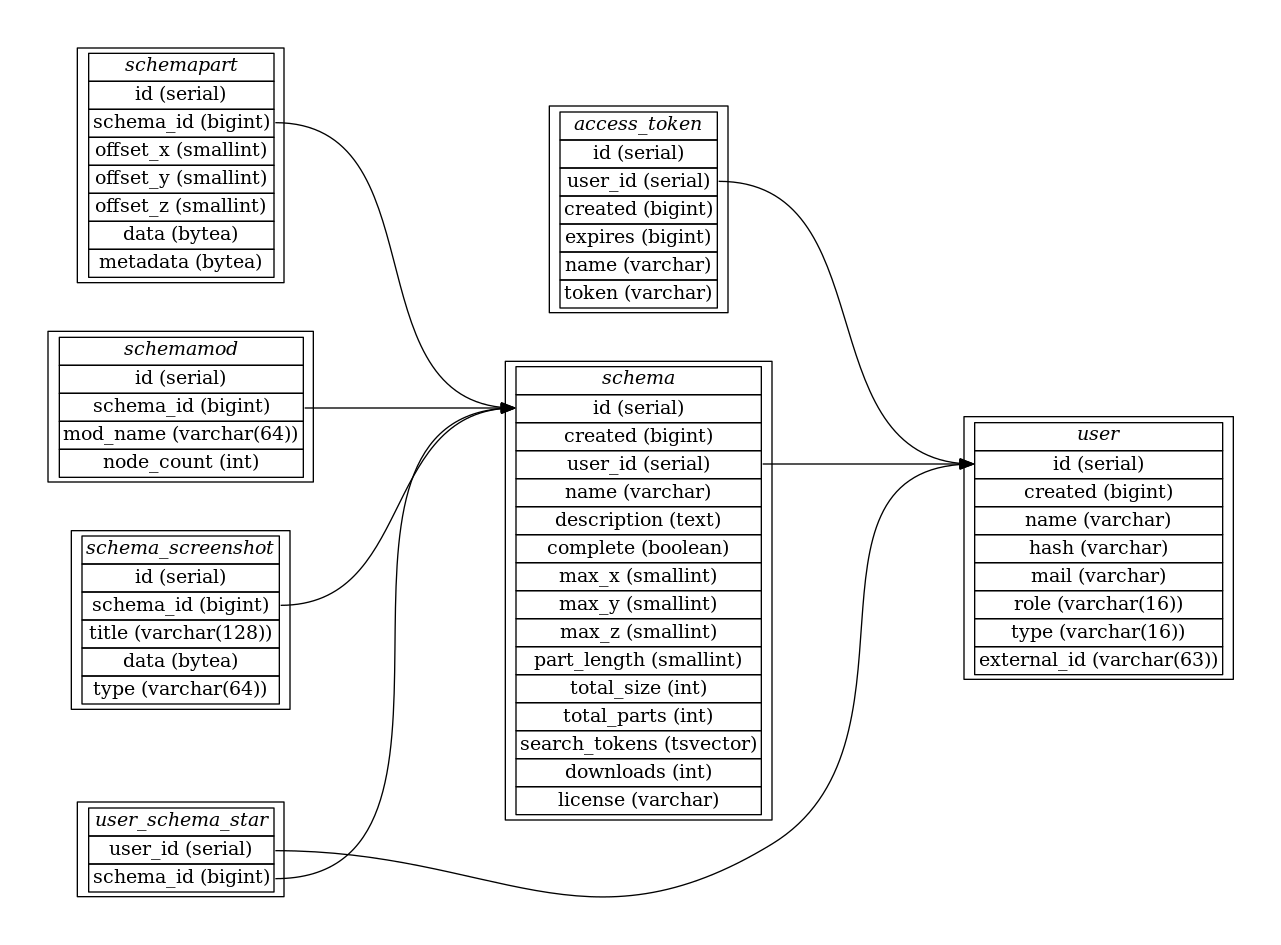 schemapart
id (serial)
schema_id (bigint)
offset_x (smallint)
offset_y (smallint)
offset_z (smallint)
data (bytea)
metadata (bytea)
schemamod
id (serial)
schema_id (bigint)
mod_name (varchar(64))
node_count (int)
schema_screenshot
id (serial)
schema_id (bigint)
title (varchar(128))
data (bytea)
type (varchar(64))
user_schema_star
user_id (serial)
schema_id (bigint)
access_token
id (serial)
user_id (serial)
created (bigint)
expires (bigint)
name (varchar)
token (varchar)
schema
id (serial)
created (bigint)
user_id (serial)
name (varchar)
description (text)
complete (boolean)
max_x (smallint)
max_y (smallint)
max_z (smallint)
part_length (smallint)
total_size (int)
total_parts (int)
search_tokens (tsvector)
downloads (int)
license (varchar)
user
id (serial)
created (bigint)
name (varchar)
hash (varchar)
mail (varchar)
role (varchar(16))
type (varchar(16))
external_id (varchar(63))